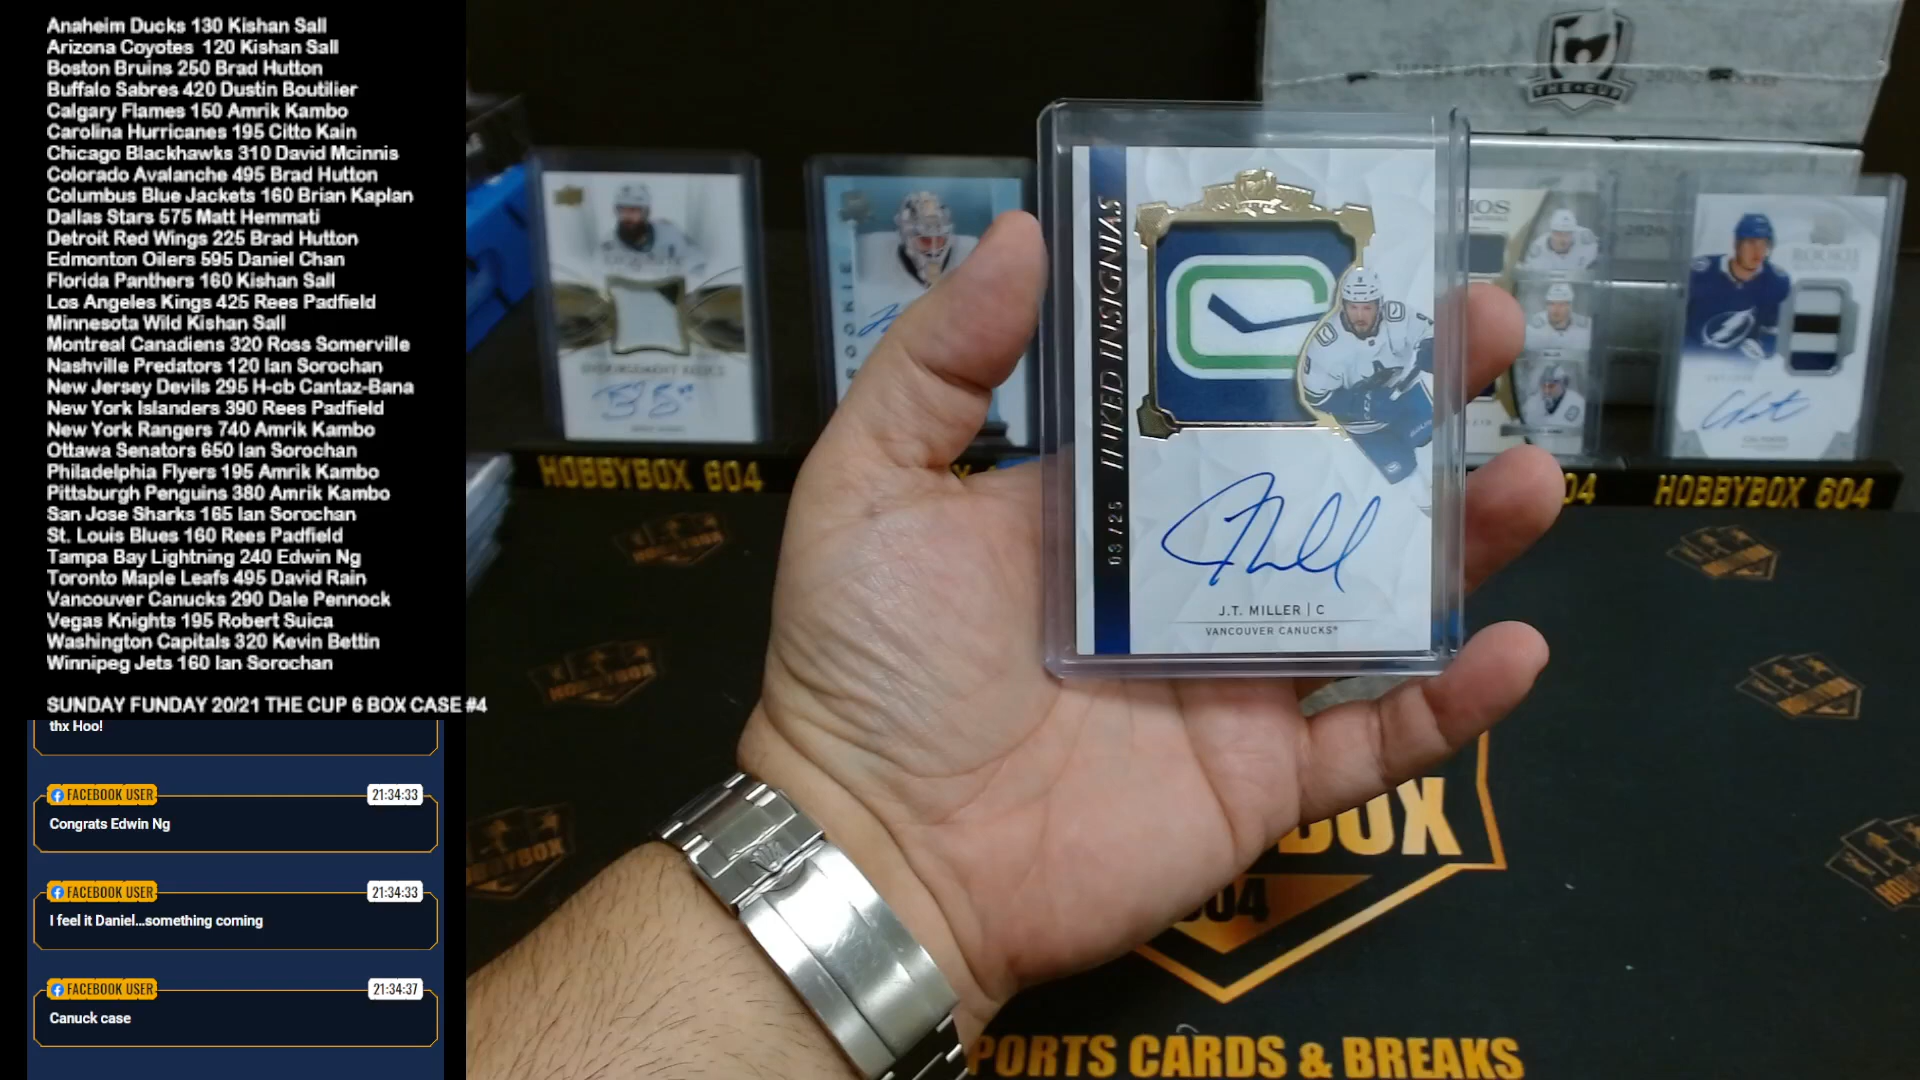 Anaheim Ducks 130 Kishan Sall
Arizona Coyotes 120 Kishan Sall
Boston Bruins 250 Brad Hutton
Buffalo Sabres 420 Dustin Boutilier
Calgary Flames 150 Amrik Kambo
Carolina Hurricanes 195 Citto Kain
Chicago Blackhawks 310 David Mcinnis
Colorado Avalanche 495 Brad Hutton
Columbus Blue Jackets 160 Brian Kaplan
Dallas Stars 575 Matt Hemmati
Detroit Red Wings 225 Brad Hutton
Edmonton Oilers 595 Daniel Chan
Florida Panthers 160 Kishan Sall
Los Angeles Kings 425 Rees Padfield
Minnesota Wild Kishan Sall
Montreal Canadiens 320 Ross Somerville
Nashville Predators 120 Ian Sorochan
New Jersey Devils 295 H-cb Cantaz-Bana
New York Islanders 390 Rees Padfield
New York Rangers 740 Amrik Kambo
Ottawa Senators 650 Ian Sorochan
Philadelphia Flyers 195 Amrik Kambo
Pittsburgh Penguins 380 Amrik Kambo
San Jose Sharks 165 Ian Sorochan
St. Louis Blues 160 Rees Padfield
Tampa Bay Lightning 240 Edwin Ng
Toronto Maple Leafs 495 David Rain
Vancouver Canucks 290 Dale Pennock
Vegas Knights 195 Robert Suica
Washington Capitals 320 Kevin Bettin
Winnipeg Jets 160 Ian Sorochan
SUNDAY FUNDAY 20/21 THE CUP 6 BOX CASE #4
thx Hoo!
FACEBOOK USER 21:34:33
Congrats Edwin Ng
FACEBOOK USER 21:34:33
I feel it Daniel...something coming
FACEBOOK USER 21:34:37
Canuck case
THE CUP
ROOKIE
INKED INSIGNIAS
03/25
J.T. MILLER | C
VANCOUVER CANUCKS
HOBBYBOX 604
04
HOBBYBOX 604
PORTS CARDS & BREAKS